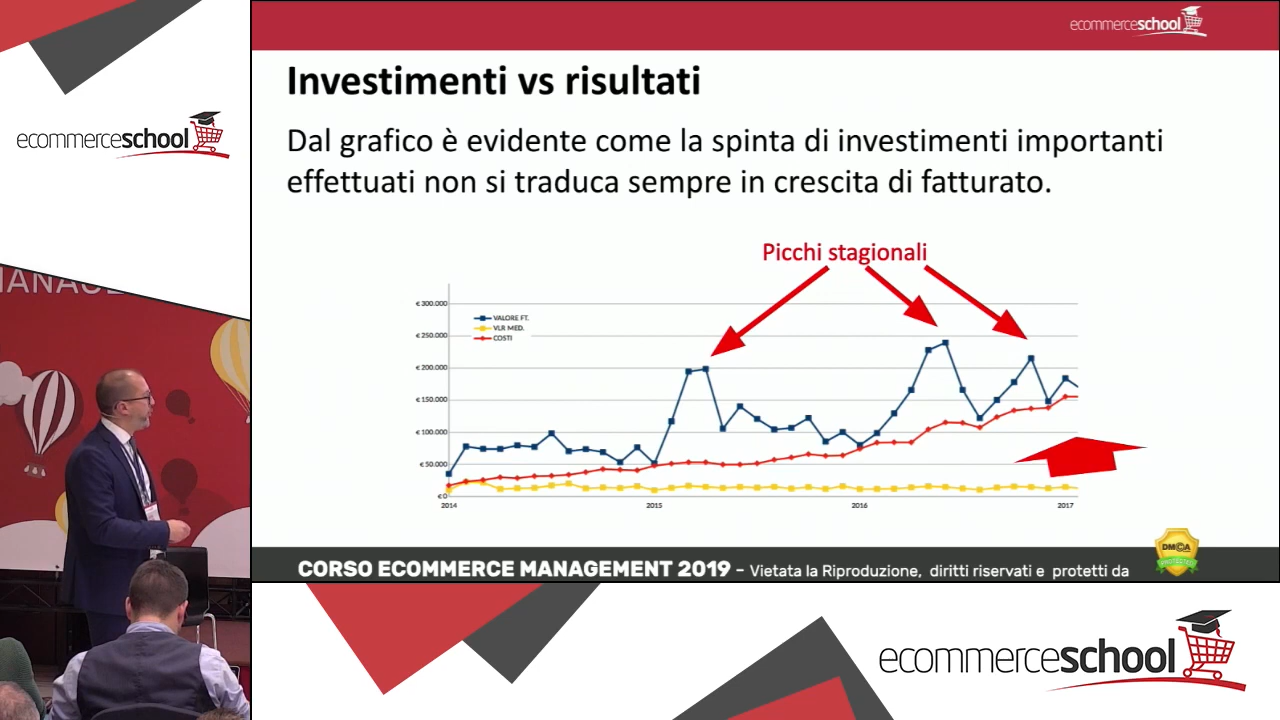 ecommerceschool
Investimenti vs risultati
Dal grafico è evidente come la spinta di investimenti importanti
effettuati non si traduca sempre in crescita di fatturato.
ecommerceschool
Picchi stagionali
€ 300.000
€ 250.000
€ 200.000
€ 150.000
€ 100.000
€ 50.000
€ 0
VALORE FT.
VLR MED.
COSTI
2014
2015
2016
2017
CORSO ECOMMERCE MANAGEMENT 2019 - Vietata la Riproduzione, diritti riservati e protetti da
DMCA
PROTECTED
ecommerceschool